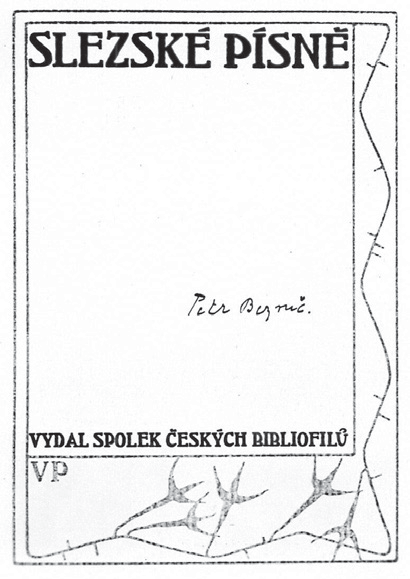 SLEZSKÉ PÍSNĚ
Petr Bezruč.
VYDAL SPOLEK ČESKÝCH BIBLIOFILŮ
VP